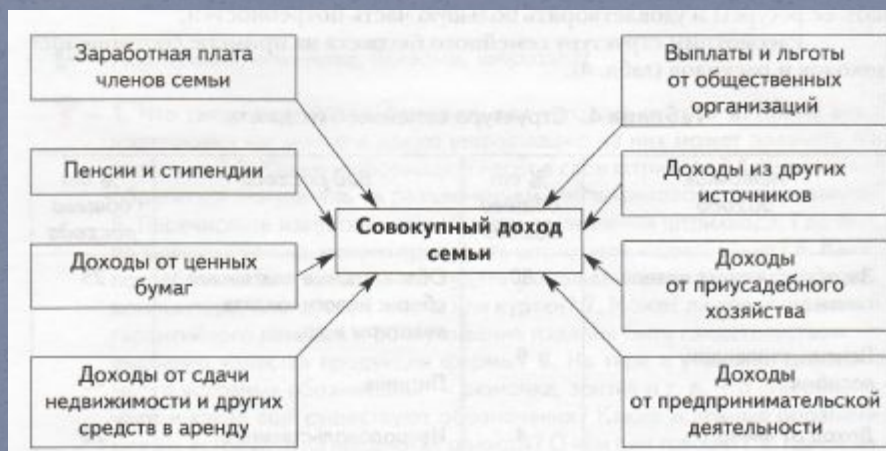 Заработная плата
членов семьи
Пенсии и стипендии
Доходы от ценных
бумаг
Доходы от сдачи
недвижимости и других
средств в аренду
Совокупный доход
семьи
Выплаты и льготы
от общественных
организаций
Доходы из других
источников
Доходы
от приусадебного
хозяйства
Доходы
от предпринимательской
деятельности